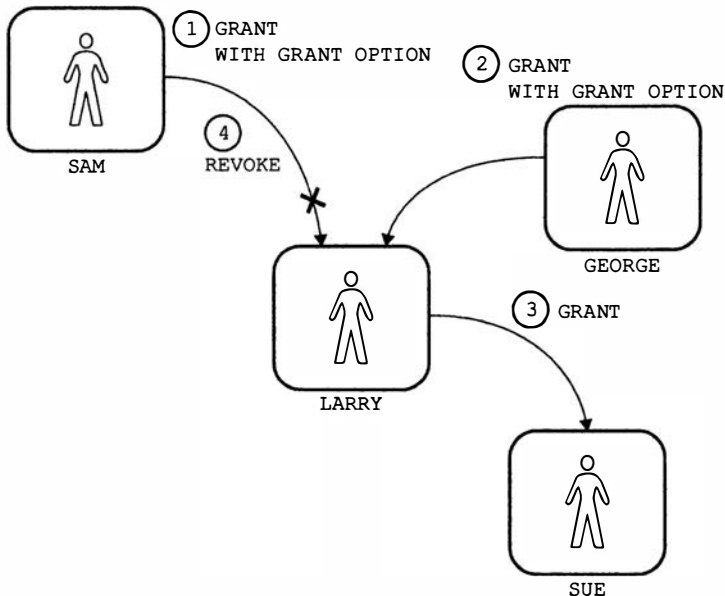 1 GRANT
WITH GRANT OPTION
2 GRANT
WITH GRANT OPTION
4
REVOKE
SAM
GEORGE
3 GRANT
LARRY
SUE